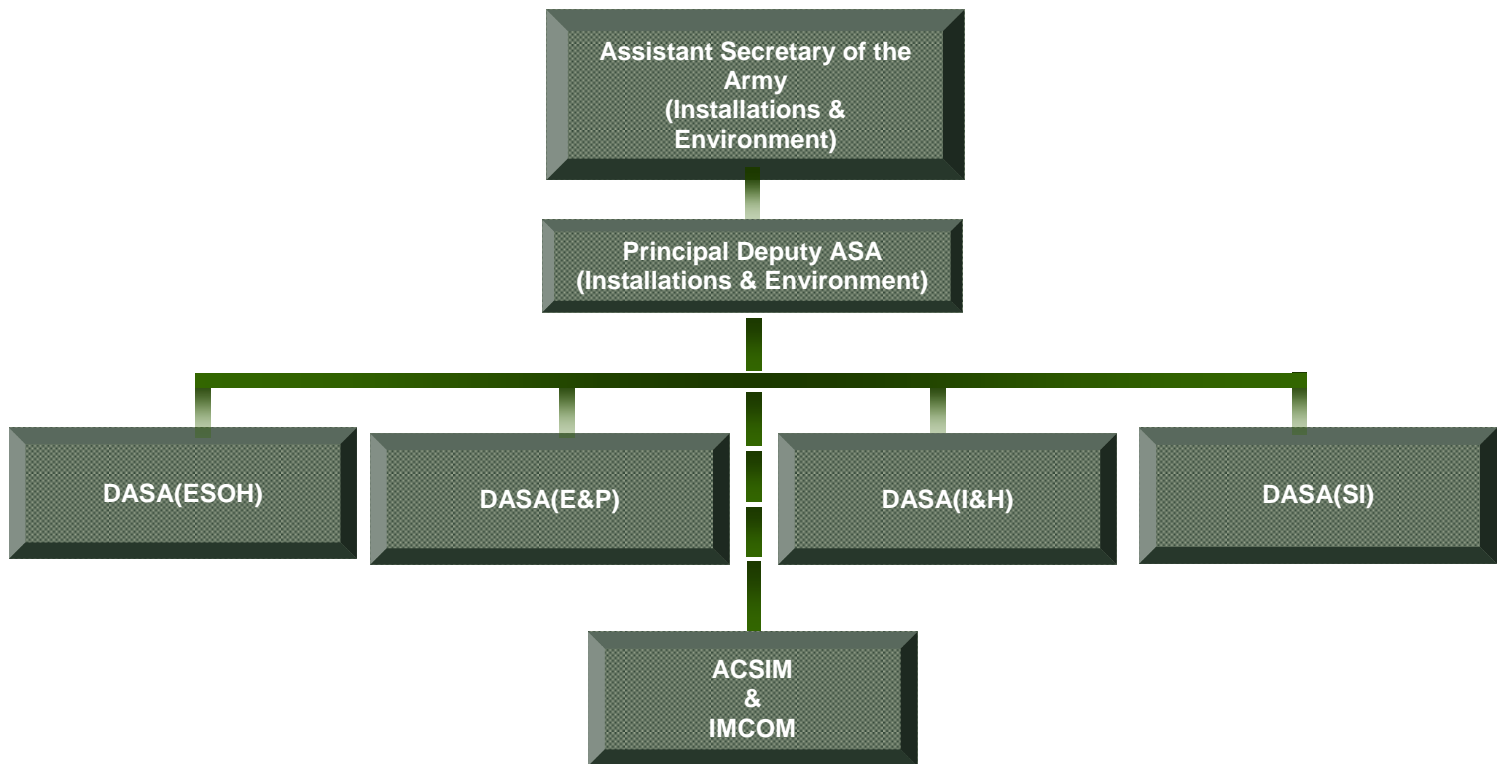 Assistant Secretary of the
Army
(Installations &
Environment)
Principal Deputy ASA
(Installations & Environment)
DASA(ESOH)
DASA(E&P)
DASA(I&H)
DASA(SI)
ACSIM
&
IMCOM